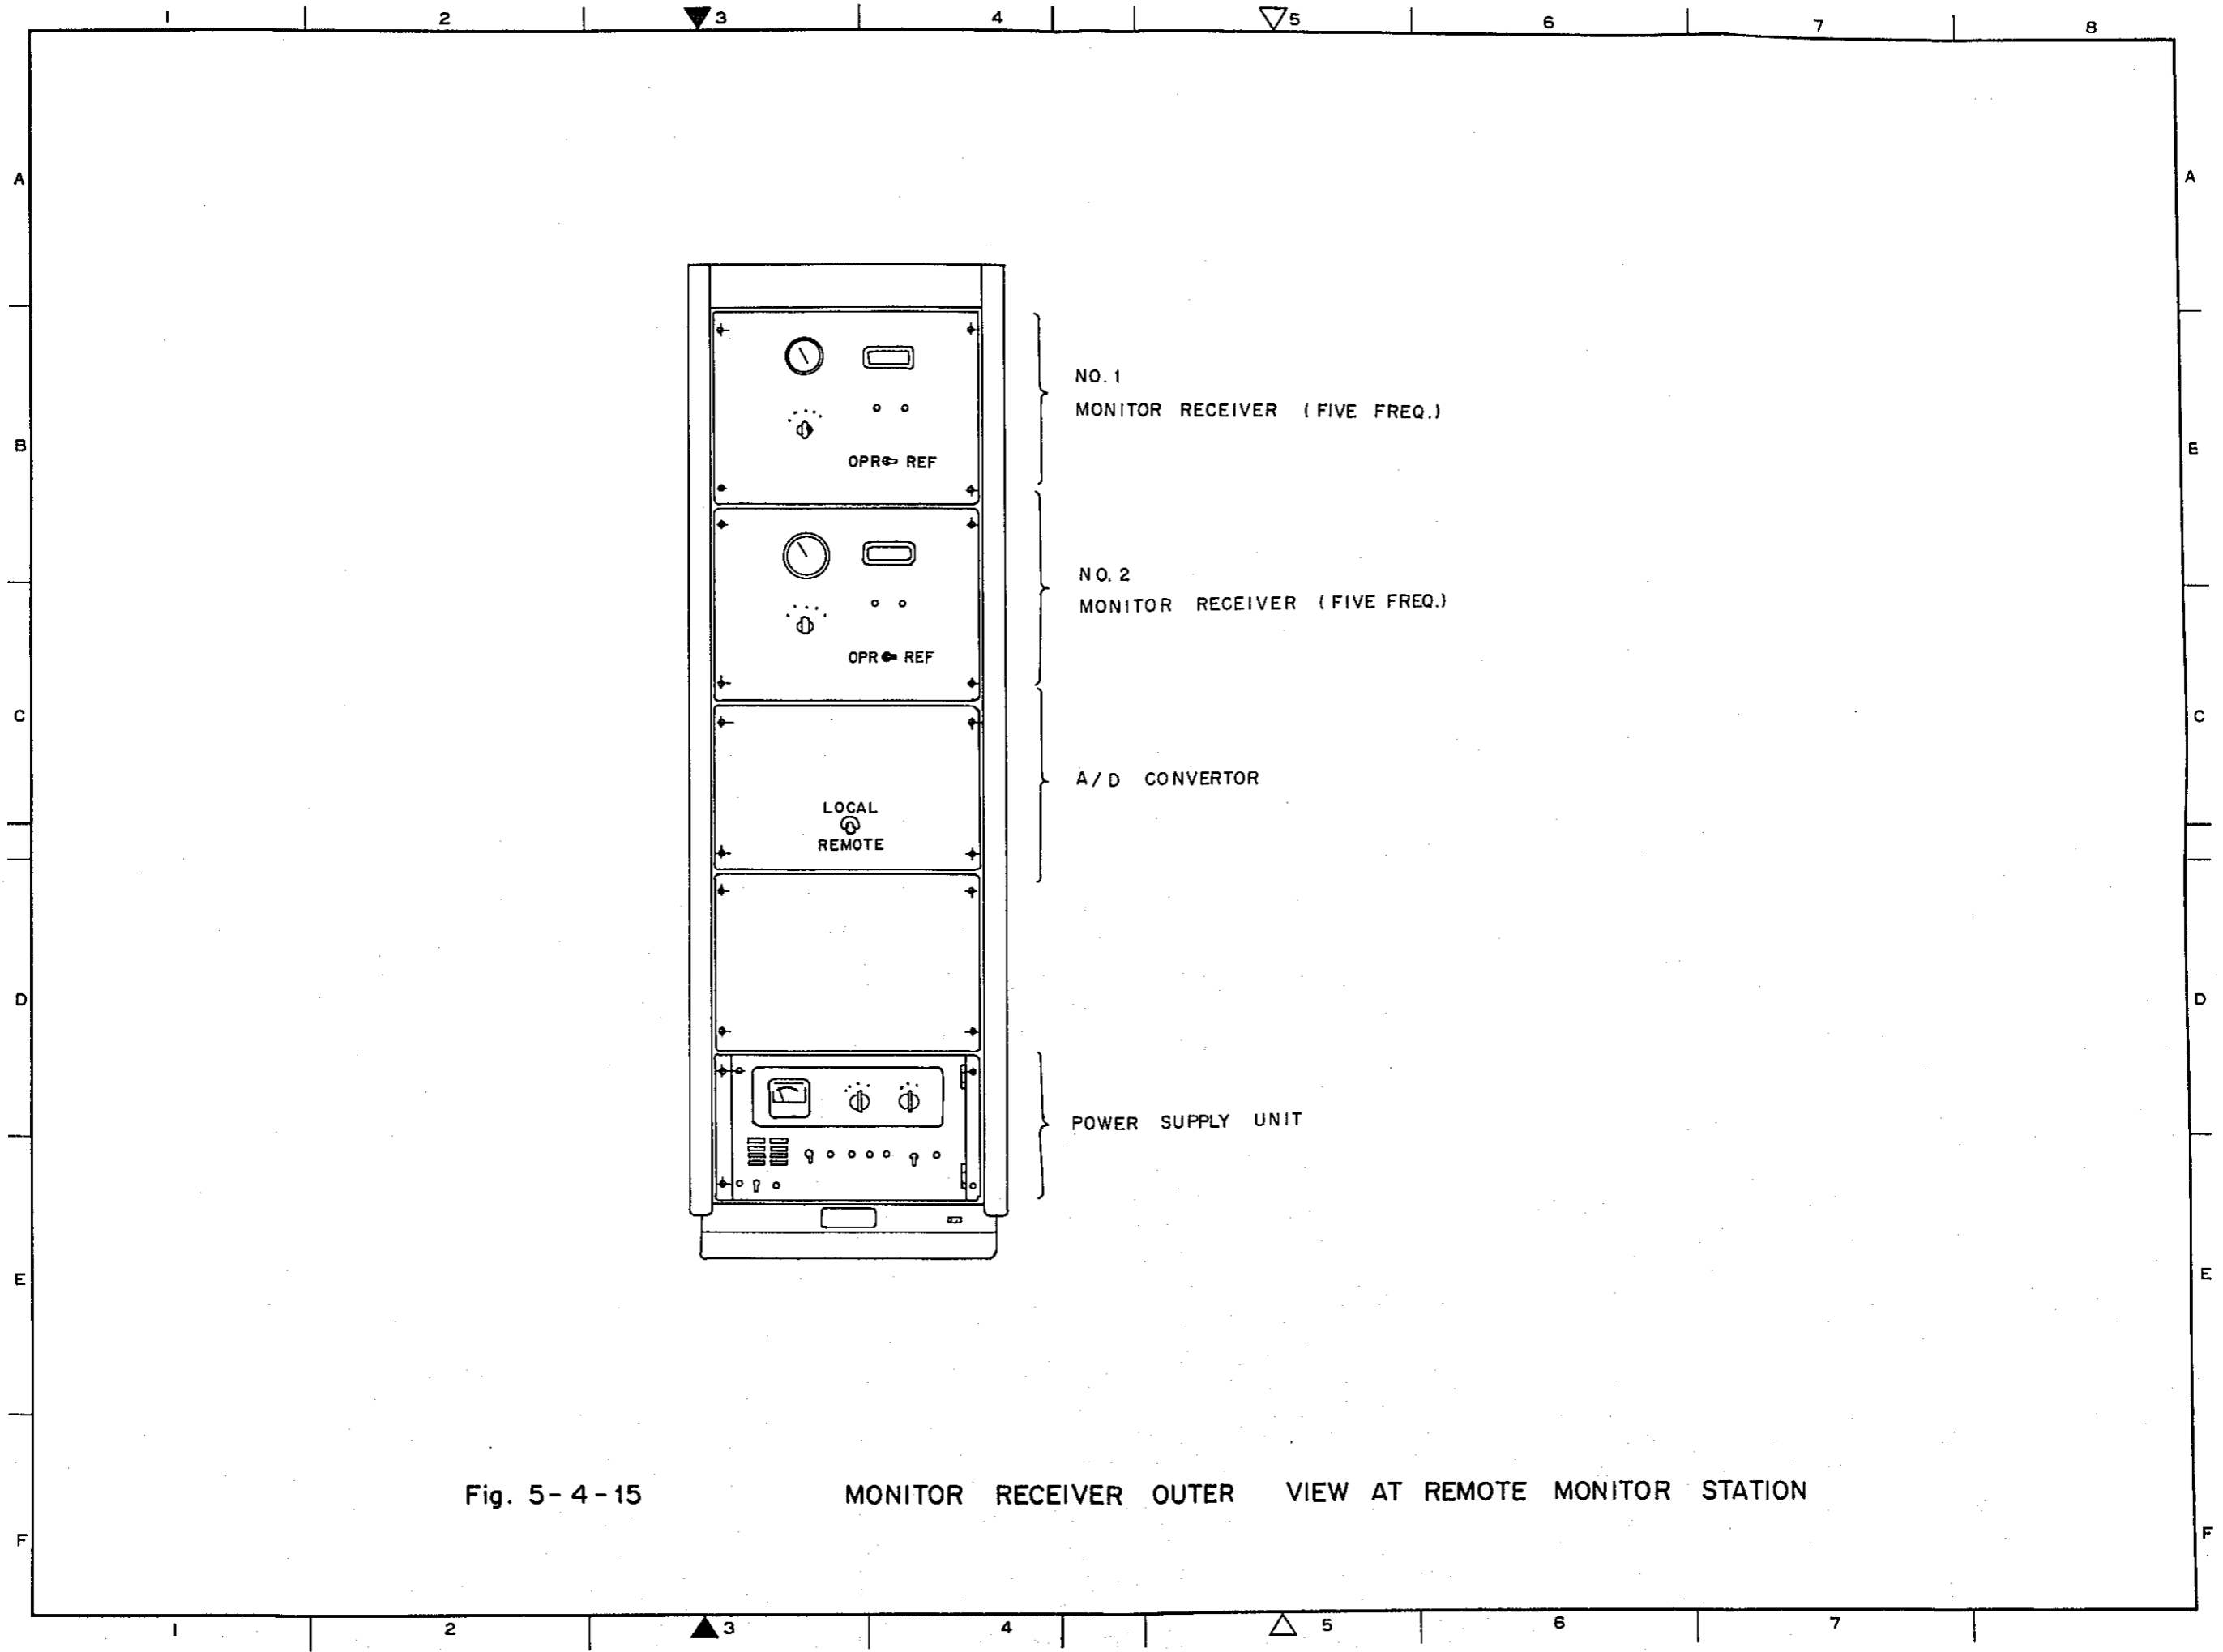 1 2 3 4 5 6 7 8
A A
NO. 1
MONITOR RECEIVER (FIVE FREQ.)
B E
OPR REF
NO. 2
MONITOR RECEIVER (FIVE FREQ.)
OPR REF
C C
A/D CONVERTOR
LOCAL
REMOTE
D D
POWER SUPPLY UNIT
E E
Fig. 5-4-15 MONITOR RECEIVER OUTER VIEW AT REMOTE MONITOR STATION
F F
1 2 3 4 5 6 7